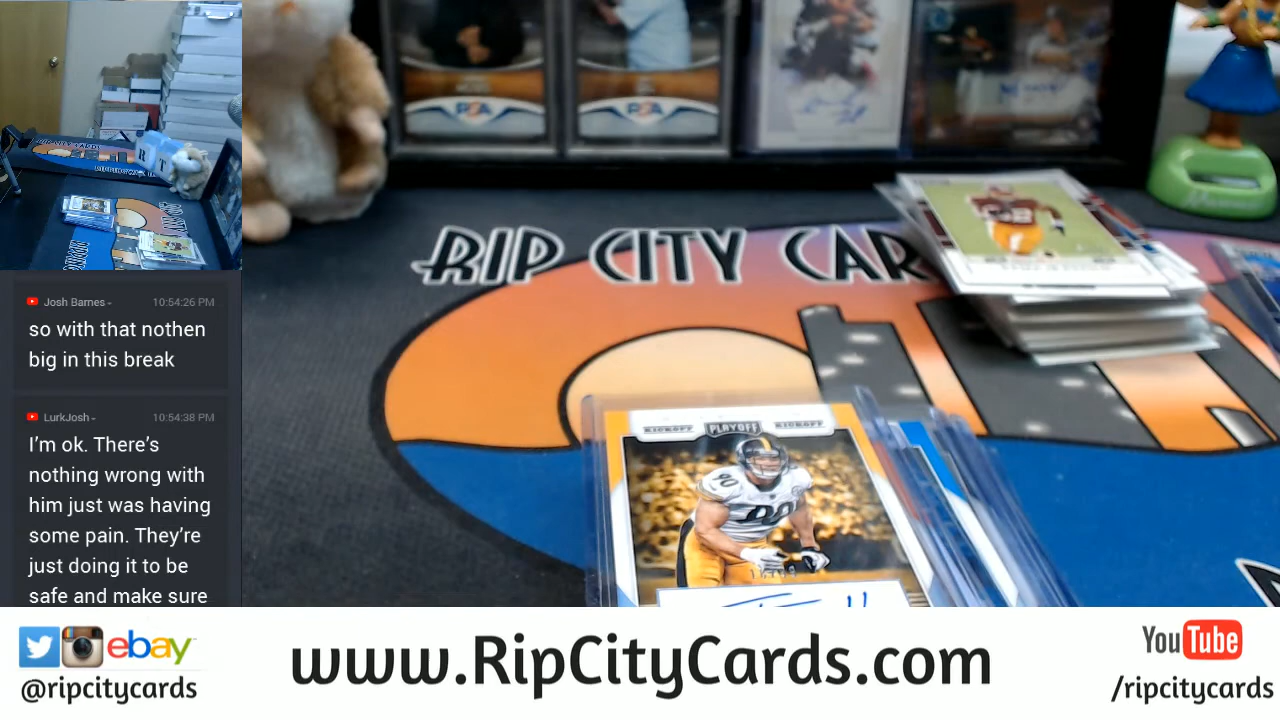 RIP CITY CAR
KICKOFF PLAYOFF KICKOFF
90
Josh Barnes 10:54:26 PM
so with that nothen
big in this break
LurkJosh 10:54:38 PM
I'm ok. There's
nothing wrong with
him just was having
some pain. They're
just doing it to be
safe and make sure
ebay
@ripcitycards
www.RipCityCards.com
YouTube
/ripcitycards